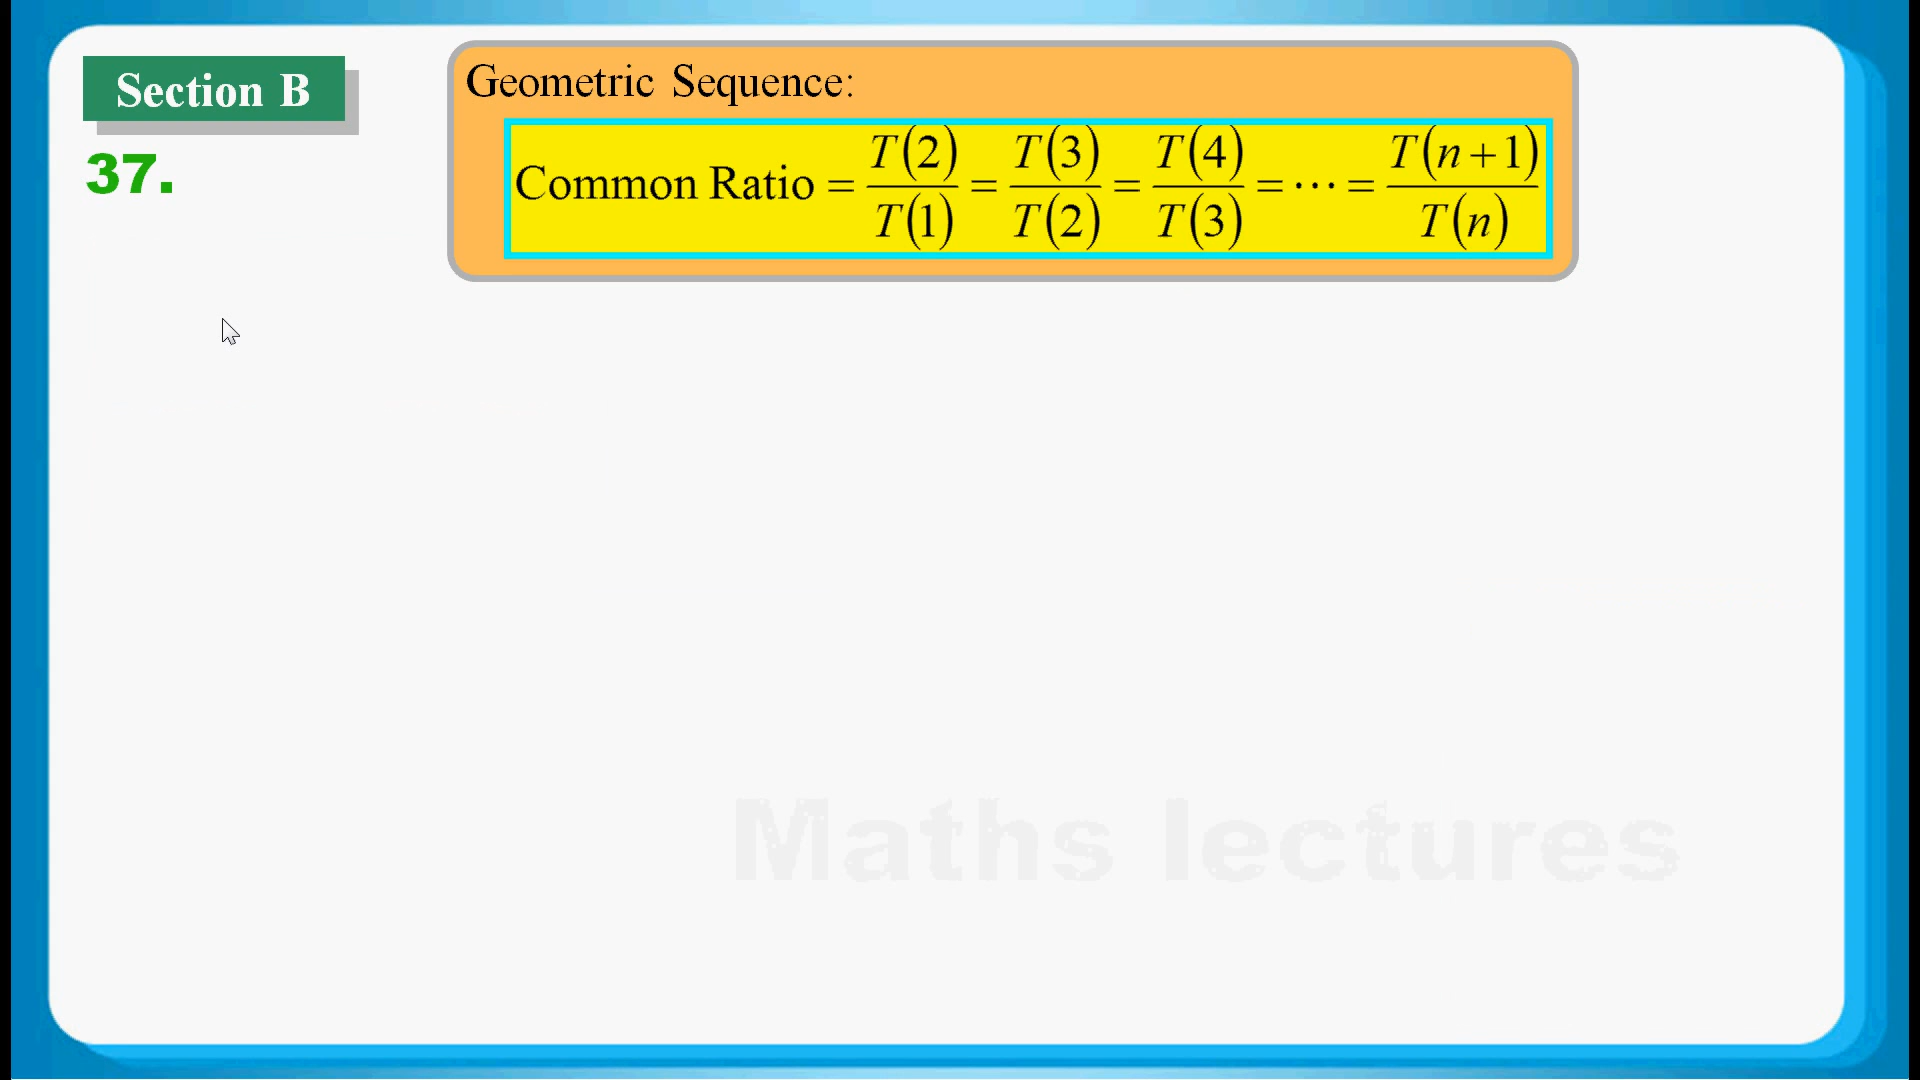 Section B
37.
Geometric Sequence:
Common Ratio = T(2)/T(1) = T(3)/T(2) = T(4)/T(3) = ⋯ = T(n+1)/T(n)
Maths lectures